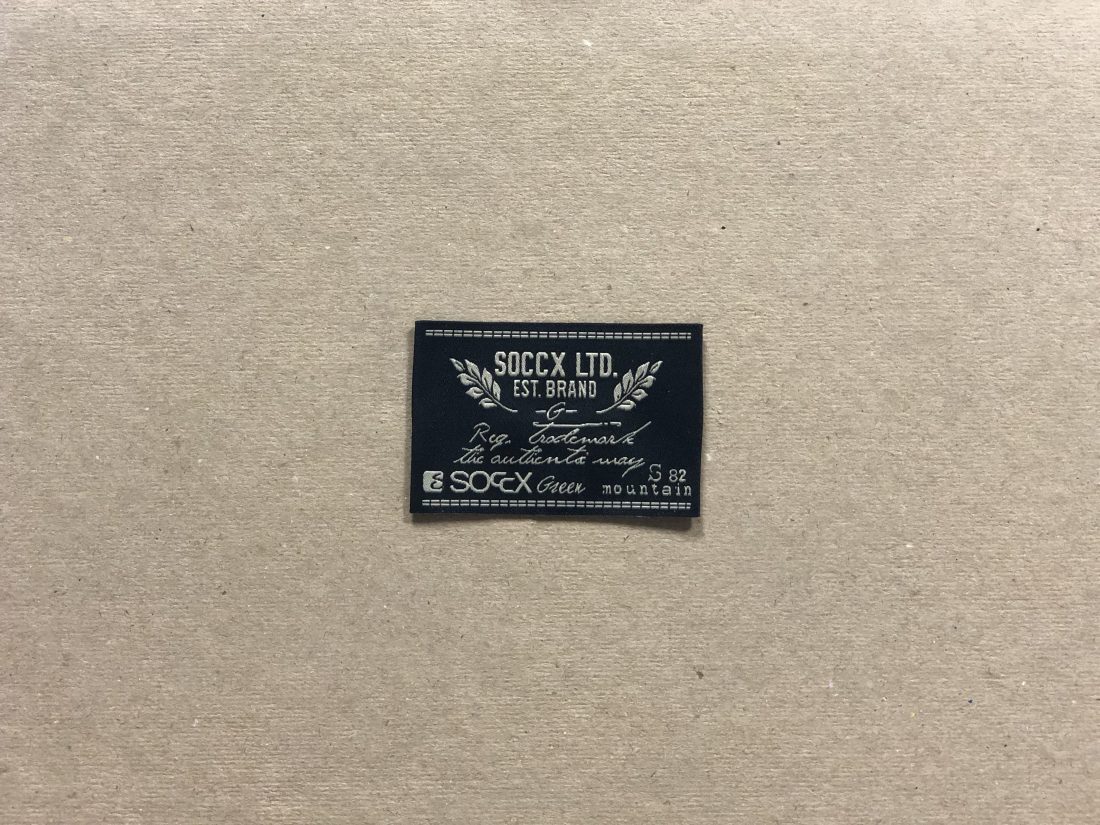 SOCCX LTD.
EST. BRAND
-G-
Reg. trademark
the authentic way
S 82
SOCCX Green mountain